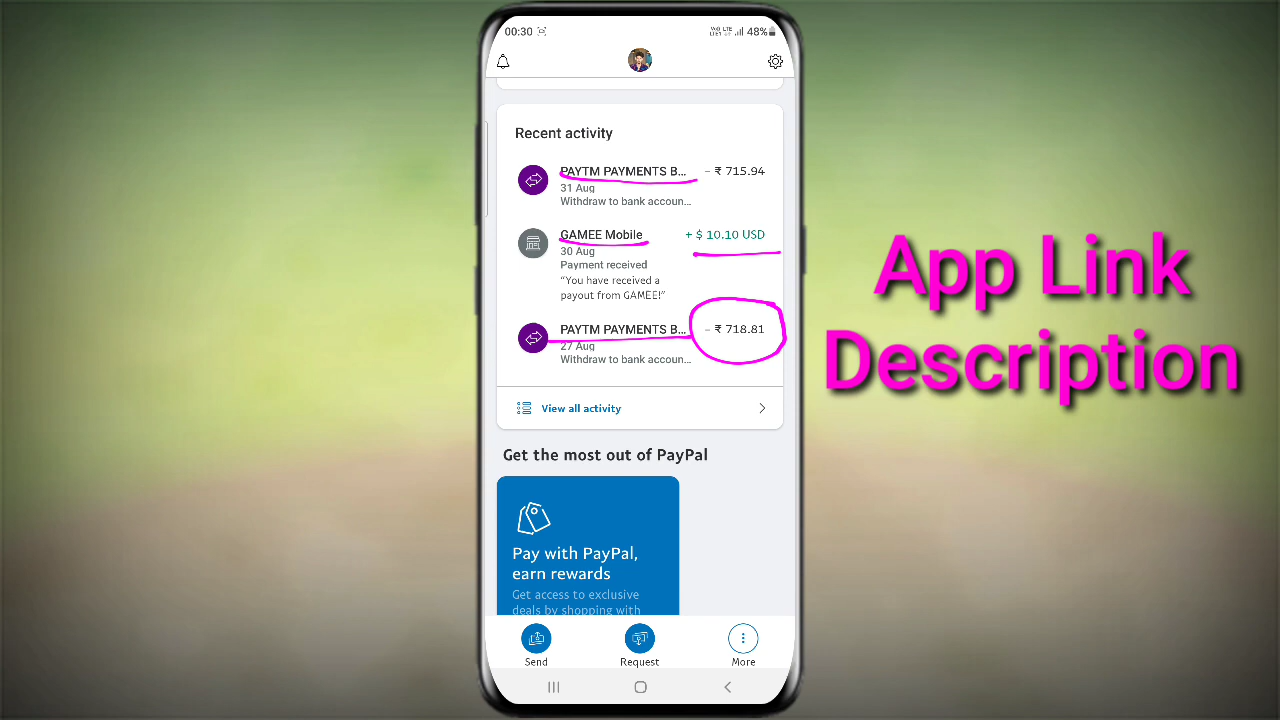 00:30
48%
Recent activity
PAYTM PAYMENTS B... - ₹ 715.94
31 Aug
Withdraw to bank accoun...
GAMEE Mobile + $ 10.10 USD
30 Aug
Payment received
“You have received a
payout from GAMEE!”
PAYTM PAYMENTS B... - ₹ 718.81
27 Aug
Withdraw to bank accoun...
View all activity
Get the most out of PayPal
Pay with PayPal,
earn rewards
Get access to exclusive
deals by shopping with
Send Request More
App Link
Description